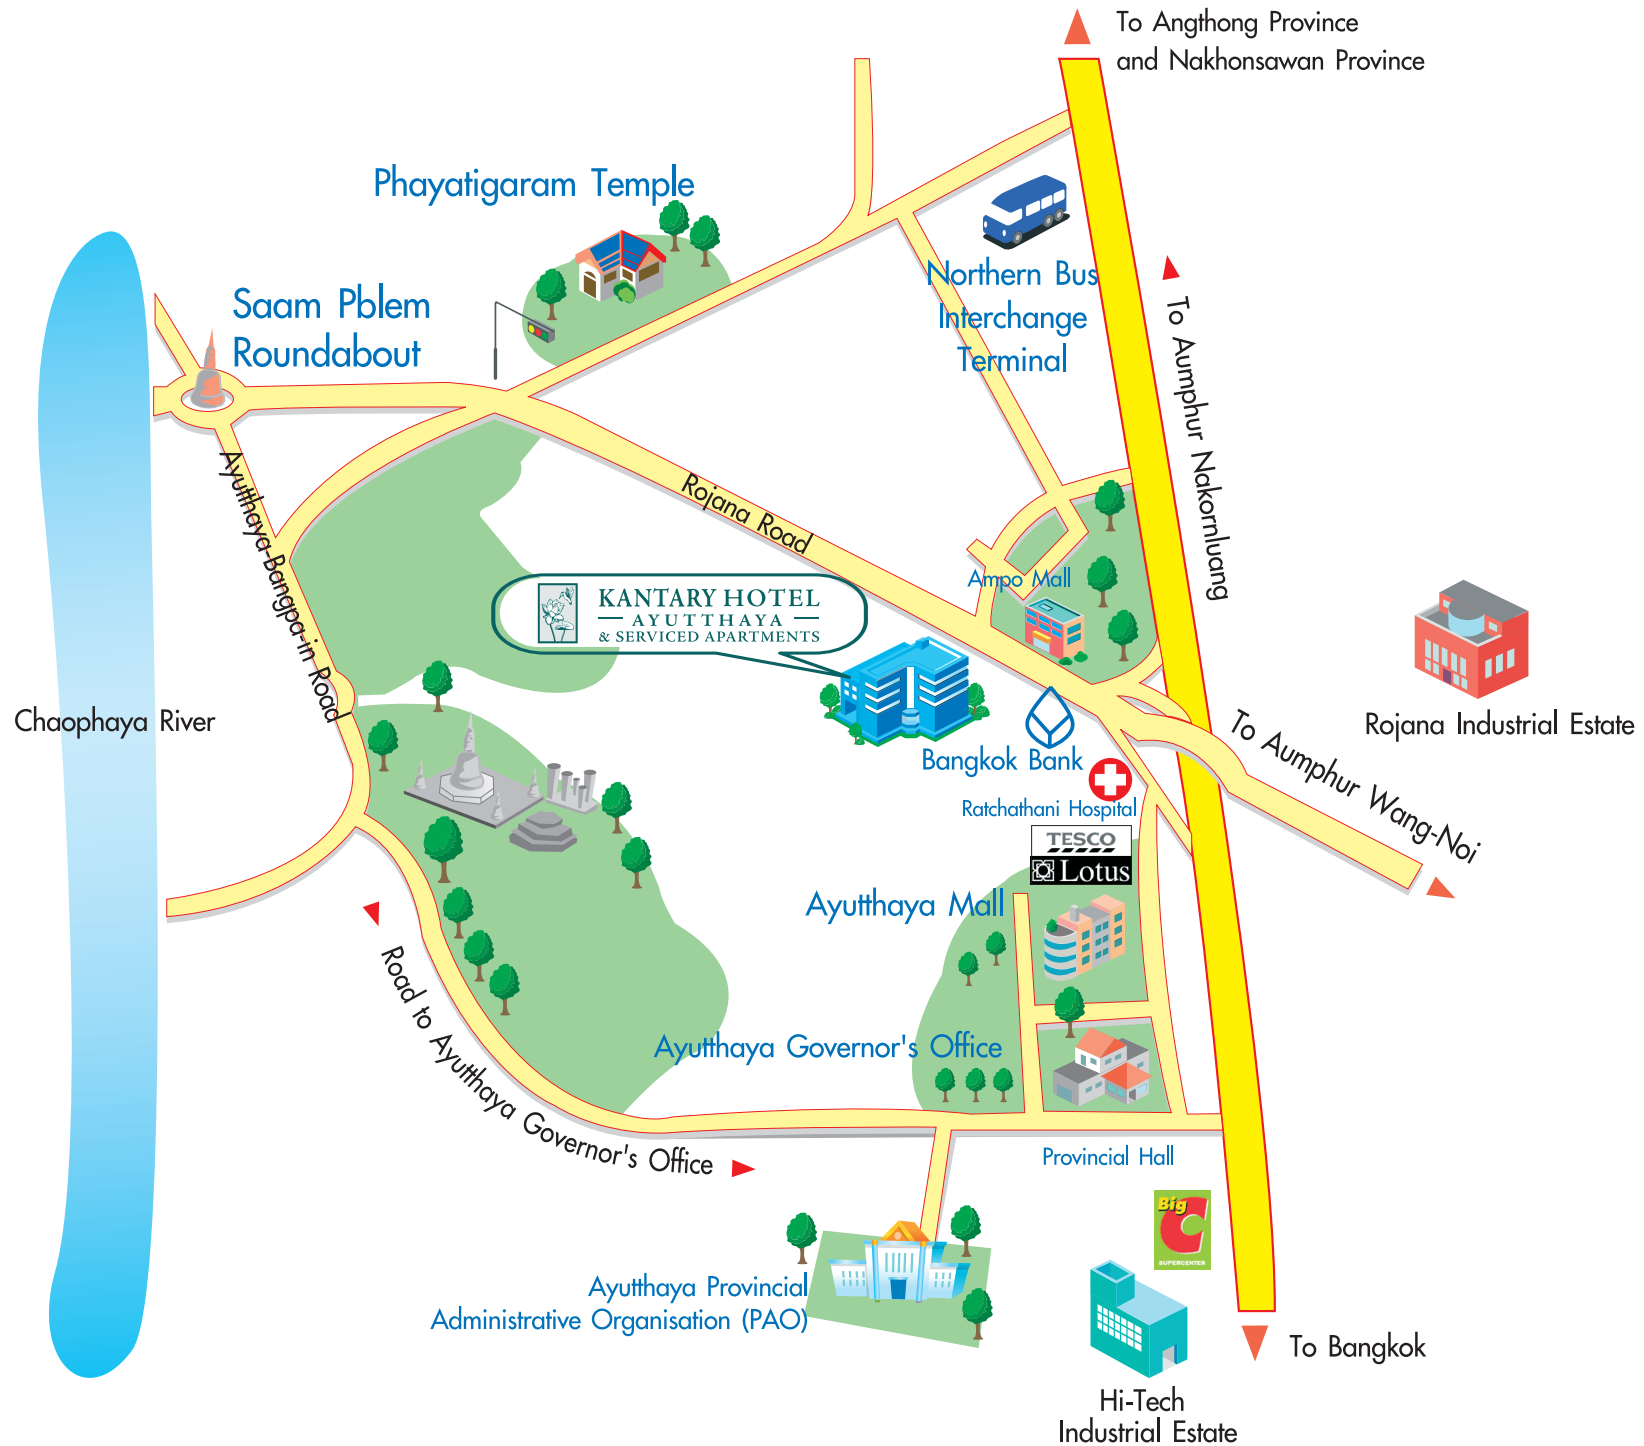 To Angthong Province
and Nakhonsawan Province
Phayatigaram Temple
Saam Pblem
Roundabout
Northern Bus
Interchange
Terminal
To Aumphur Nakornluang
Ayutthaya-Bangpa-in Road
Rojana Road
Ampo Mall
KANTARY HOTEL
AYUTTHAYA
& SERVICED APARTMENTS
Chaophaya River
Rojana Industrial Estate
To Aumphur Wang-Noi
Bangkok Bank
Ratchathani Hospital
TESCO
Lotus
Ayutthaya Mall
Road to Ayutthaya Governor's Office
Ayutthaya Governor's Office
Provincial Hall
Big
C
SUPERCENTER
Ayutthaya Provincial
Administrative Organisation (PAO)
To Bangkok
Hi-Tech
Industrial Estate